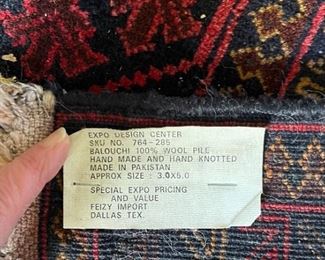 EXPO DESIGN CENTER
SKU NO. 764-285
BALOUCHI 100% WOOL PILE
HAND MADE AND HAND KNOTTED
MADE IN PAKISTAN
APPROX SIZE : 3.0X5.0
SPECIAL EXPO PRICING
AND VALUE
FEIZY IMPORT
DALLAS TEX.